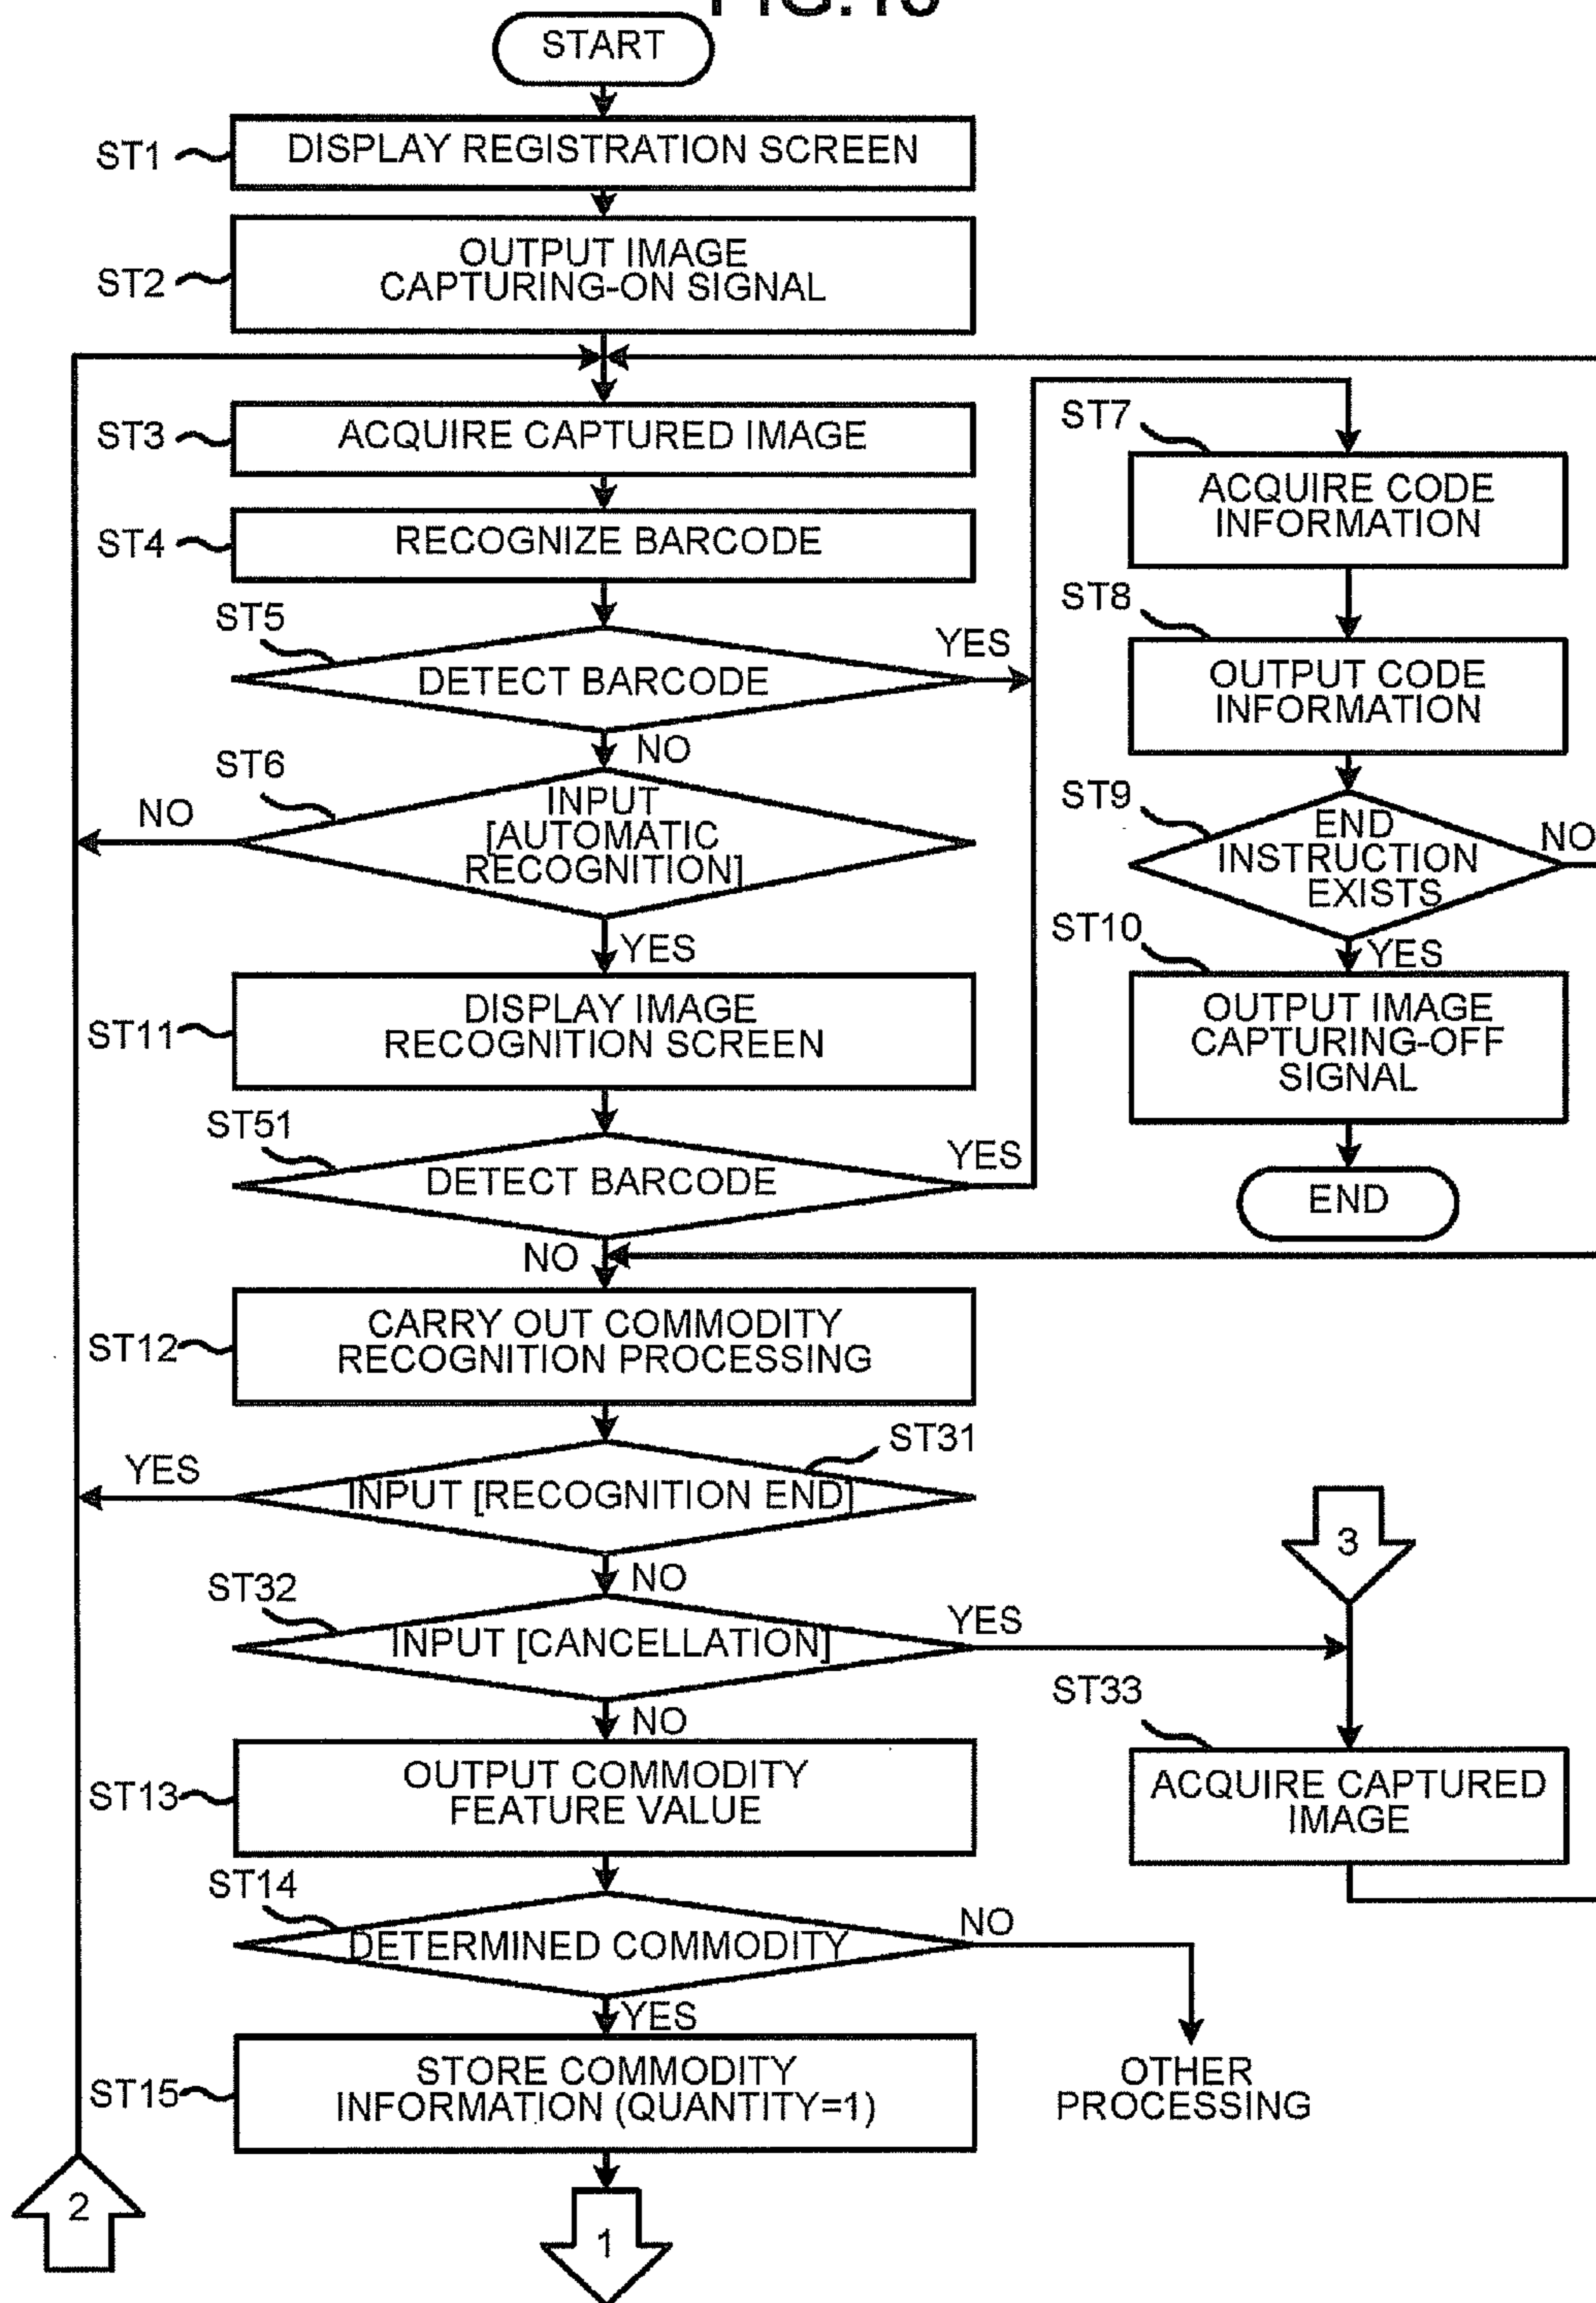 START
ST1
DISPLAY REGISTRATION SCREEN
ST2
OUTPUT IMAGE
CAPTURING-ON SIGNAL
ST3
ACQUIRE CAPTURED IMAGE
ST4
RECOGNIZE BARCODE
ST5
DETECT BARCODE
YES
NO
ST6
INPUT
[AUTOMATIC
RECOGNITION]
NO
YES
ST11
DISPLAY IMAGE
RECOGNITION SCREEN
ST51
DETECT BARCODE
YES
NO
ST7
ACQUIRE CODE
INFORMATION
ST8
OUTPUT CODE
INFORMATION
ST9
END
INSTRUCTION
EXISTS
NO
YES
ST10
OUTPUT IMAGE
CAPTURING-OFF
SIGNAL
END
ST12
CARRY OUT COMMODITY
RECOGNITION PROCESSING
ST31
INPUT [RECOGNITION END]
YES
NO
ST32
INPUT [CANCELLATION]
YES
NO
3
ST33
ACQUIRE CAPTURED
IMAGE
ST13
OUTPUT COMMODITY
FEATURE VALUE
ST14
DETERMINED COMMODITY
NO
YES
OTHER
PROCESSING
ST15
STORE COMMODITY
INFORMATION (QUANTITY=1)
2
1